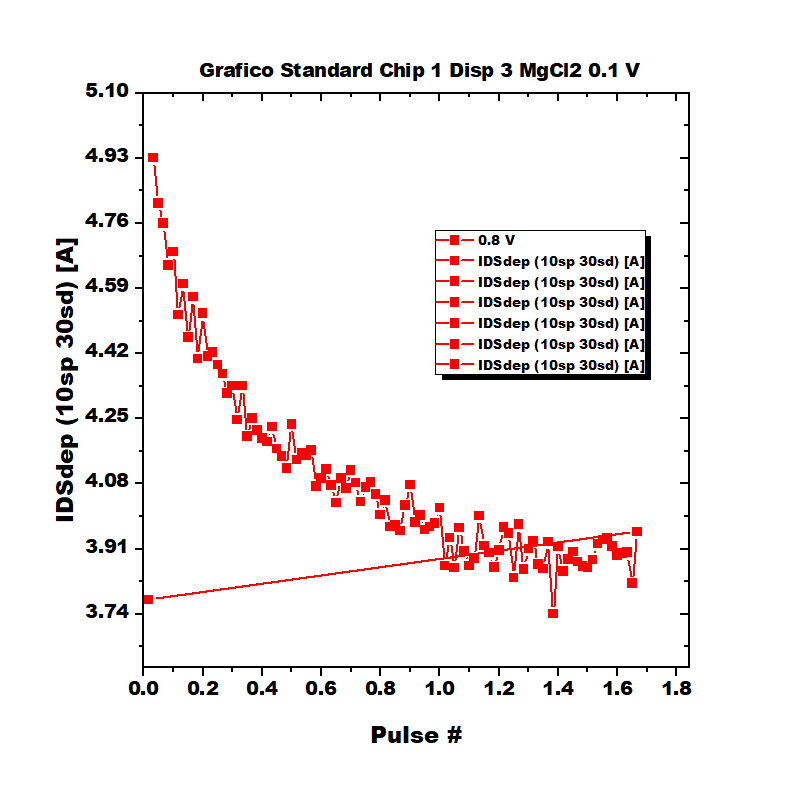 Grafico Standard Chip 1 Disp 3 MgCl2 0.1 V
5.10
4.93
4.76
4.59
4.42
4.25
4.08
3.91
3.74
IDSdep (10sp 30sd) [A]
0.8 V
IDSdep (10sp 30sd) [A]
IDSdep (10sp 30sd) [A]
IDSdep (10sp 30sd) [A]
IDSdep (10sp 30sd) [A]
IDSdep (10sp 30sd) [A]
IDSdep (10sp 30sd) [A]
0.0 0.2 0.4 0.6 0.8 1.0 1.2 1.4 1.6 1.8
Pulse #